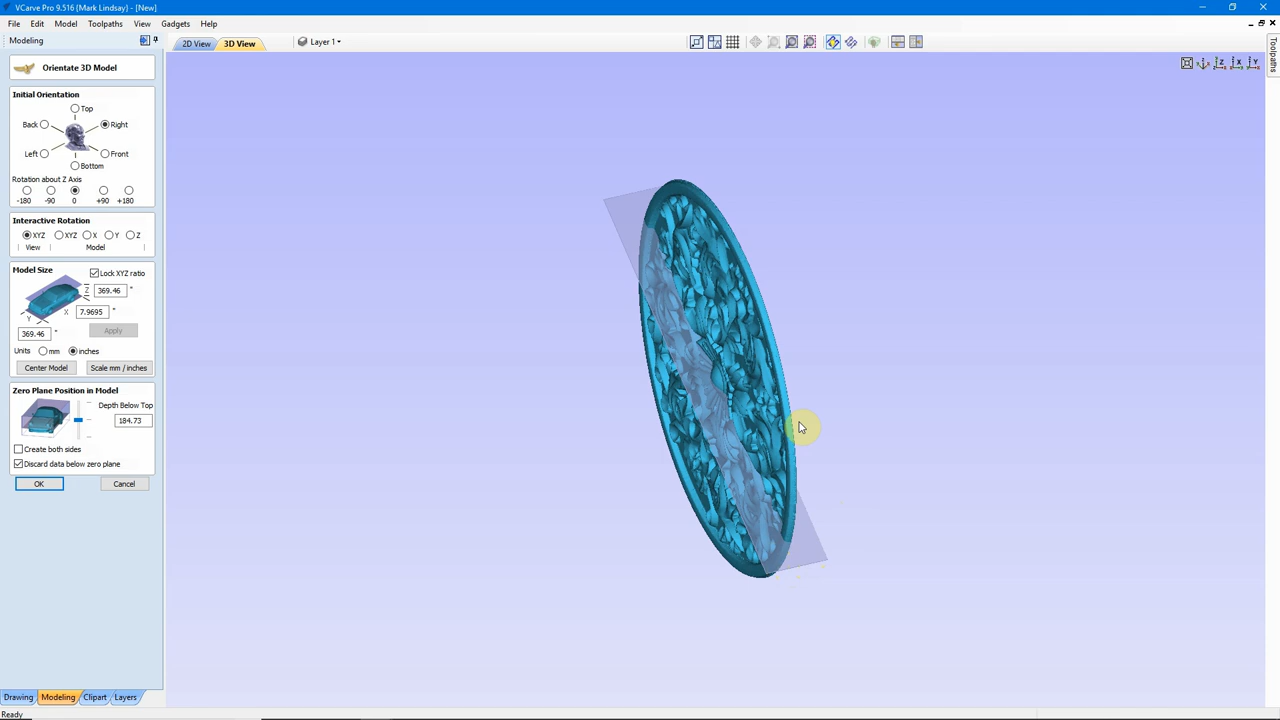 VCarve Pro 9.516 {Mark Lindsay} - [New]
File Edit Model Toolpaths View Gadgets Help
Modeling
2D View 3D View Layer 1
Toolpaths
Orientate 3D Model
Initial Orientation
Top
Back Right
Left Front
Bottom
Rotation about Z Axis
-180 -90 0 +90 +180
Interactive Rotation
XYZ XYZ X Y Z
View Model
Model Size
Lock XYZ ratio
Z 369.46 "
X 7.9695 "
Y
369.46 " Apply
Units mm inches
Center Model Scale mm / inches
Zero Plane Position in Model
Depth Below Top
184.73
Create both sides
Discard data below zero plane
OK Cancel
Drawing Modeling Clipart Layers
Ready